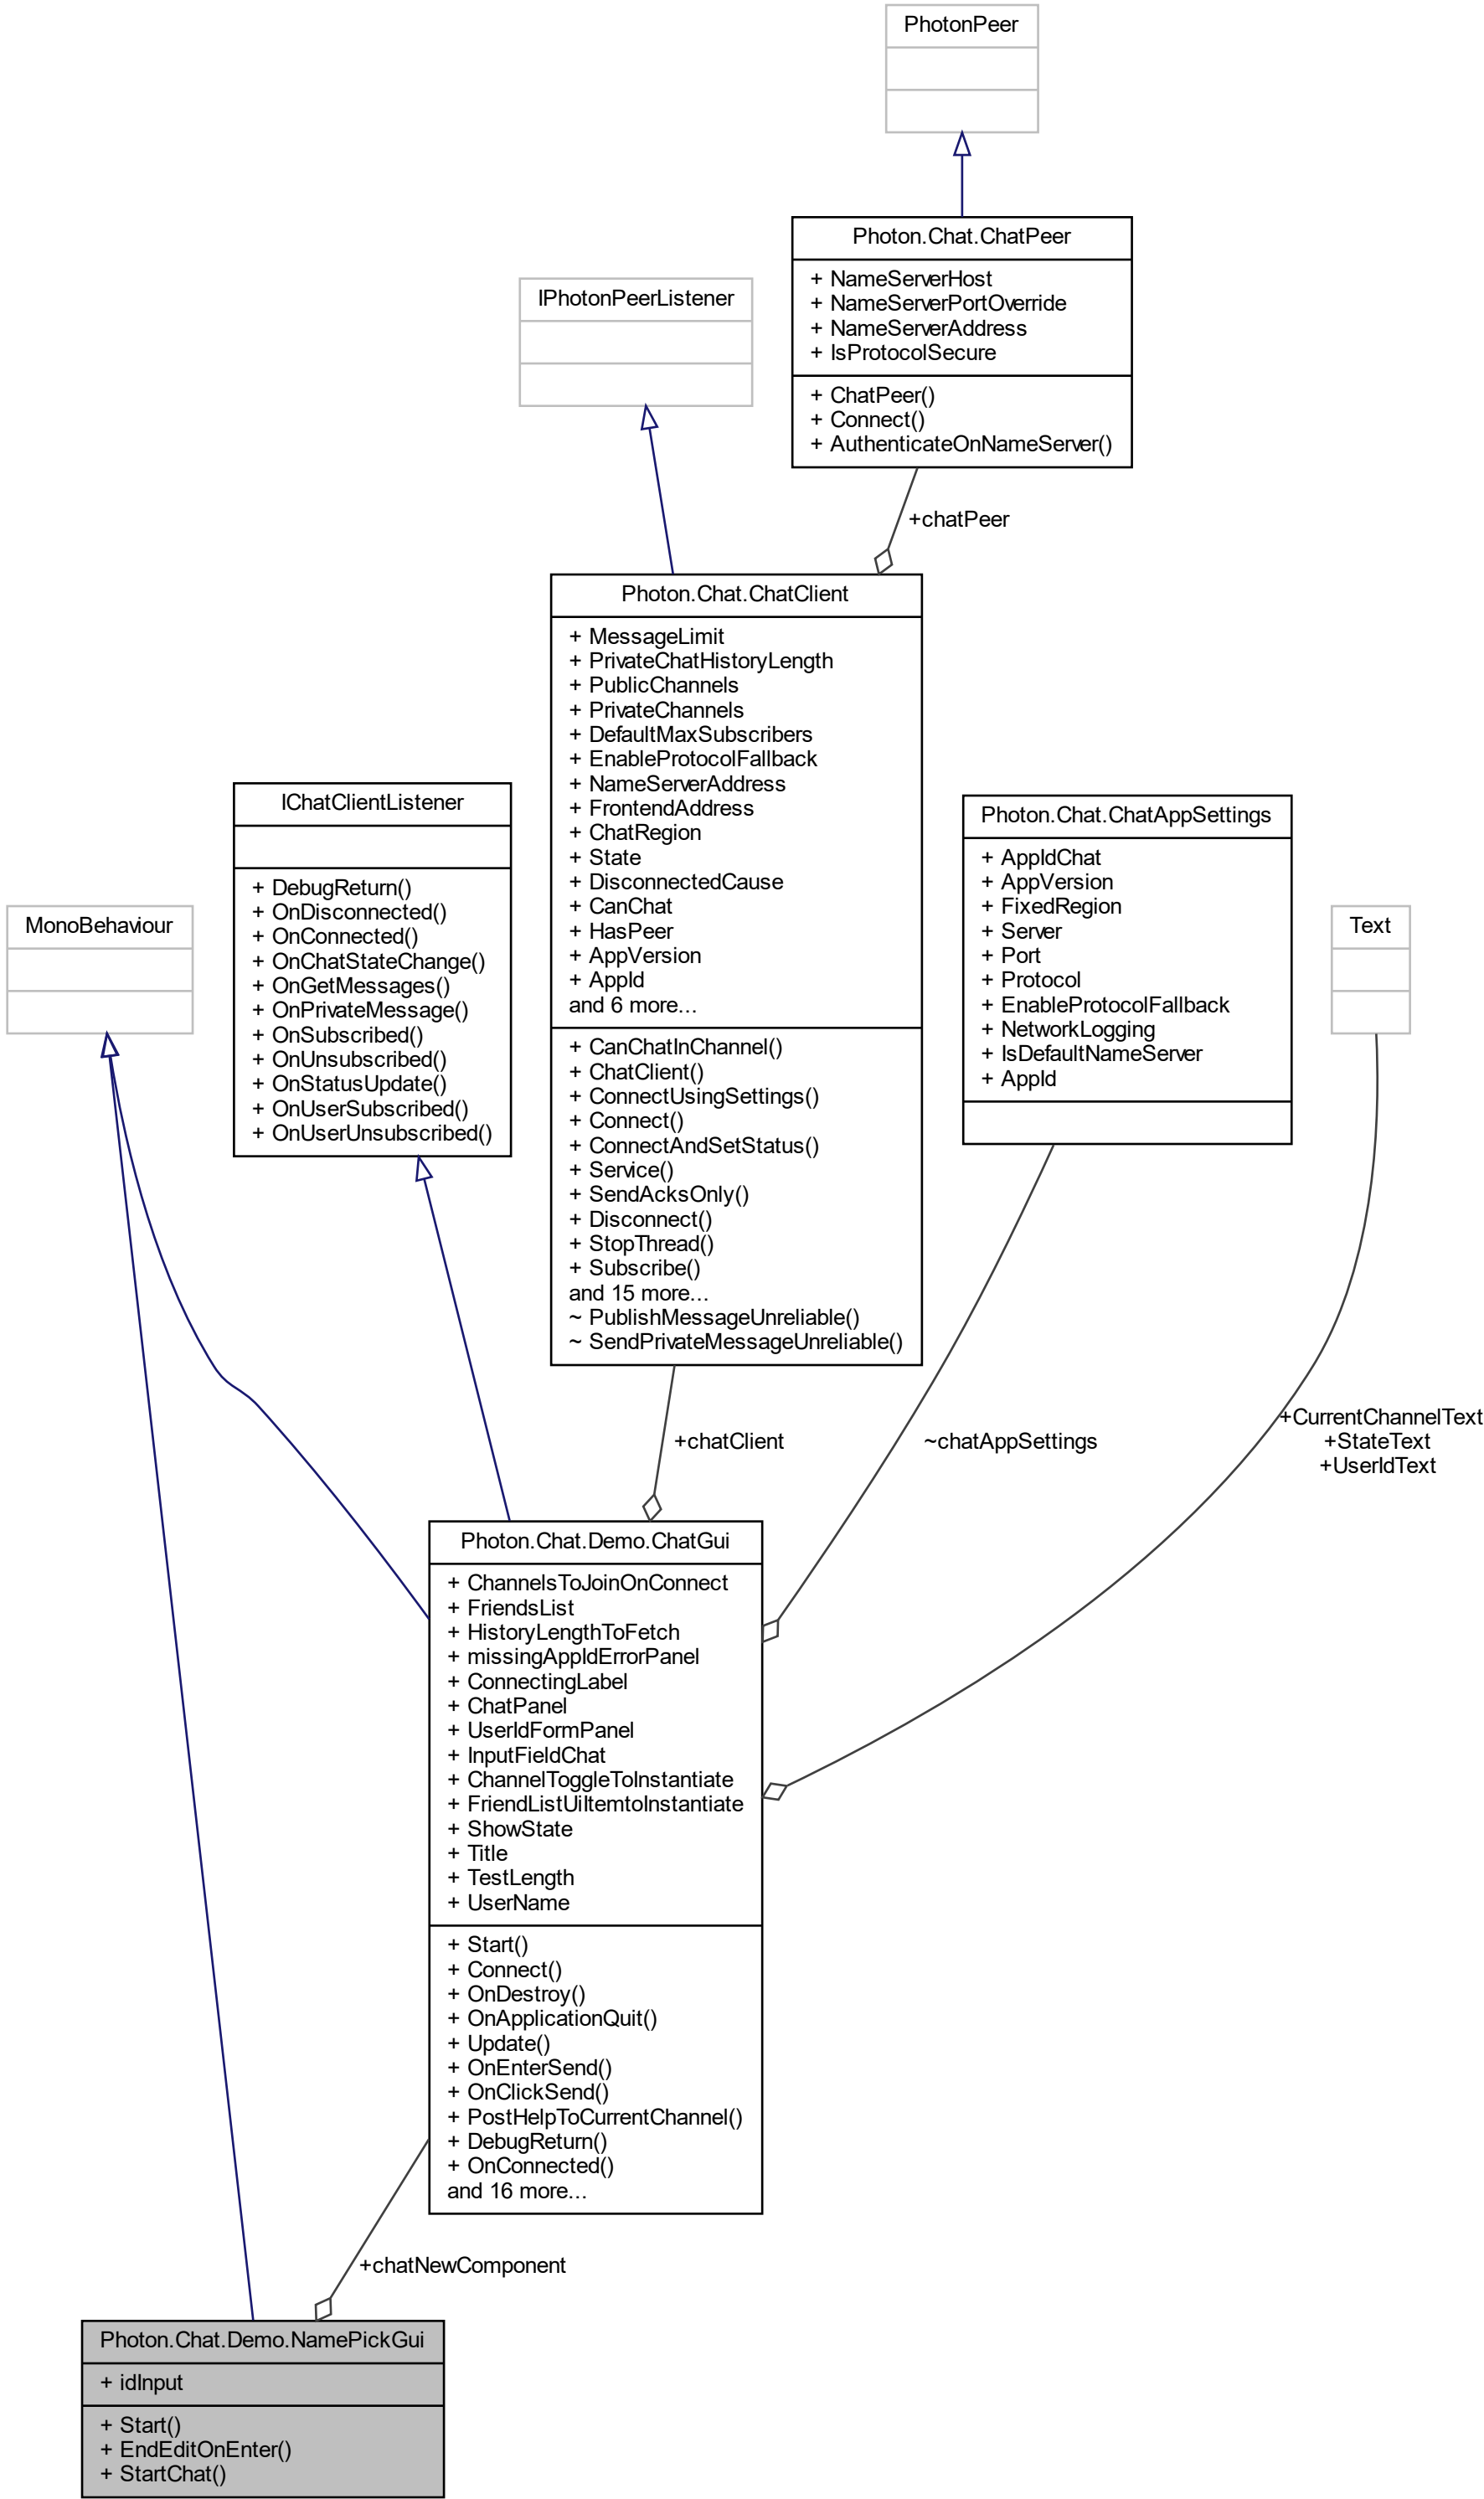 PhotonPeer
Photon.Chat.ChatPeer
+ NameServerHost
+ NameServerPortOverride
+ NameServerAddress
+ IsProtocolSecure
+ ChatPeer()
+ Connect()
+ AuthenticateOnNameServer()
IPhotonPeerListener
+chatPeer
Photon.Chat.ChatClient
+ MessageLimit
+ PrivateChatHistoryLength
+ PublicChannels
+ PrivateChannels
+ DefaultMaxSubscribers
+ EnableProtocolFallback
+ NameServerAddress
+ FrontendAddress
+ ChatRegion
+ State
+ DisconnectedCause
+ CanChat
+ HasPeer
+ AppVersion
+ AppId
and 6 more...
+ CanChatInChannel()
+ ChatClient()
+ ConnectUsingSettings()
+ Connect()
+ ConnectAndSetStatus()
+ Service()
+ SendAcksOnly()
+ Disconnect()
+ StopThread()
+ Subscribe()
and 15 more...
~ PublishMessageUnreliable()
~ SendPrivateMessageUnreliable()
IChatClientListener
+ DebugReturn()
+ OnDisconnected()
+ OnConnected()
+ OnChatStateChange()
+ OnGetMessages()
+ OnPrivateMessage()
+ OnSubscribed()
+ OnUnsubscribed()
+ OnStatusUpdate()
+ OnUserSubscribed()
+ OnUserUnsubscribed()
Photon.Chat.ChatAppSettings
+ AppIdChat
+ AppVersion
+ FixedRegion
+ Server
+ Port
+ Protocol
+ EnableProtocolFallback
+ NetworkLogging
+ IsDefaultNameServer
+ AppId
MonoBehaviour
Text
+chatClient
~chatAppSettings
+CurrentChannelText
+StateText
+UserIdText
Photon.Chat.Demo.ChatGui
+ ChannelsToJoinOnConnect
+ FriendsList
+ HistoryLengthToFetch
+ missingAppIdErrorPanel
+ ConnectingLabel
+ ChatPanel
+ UserIdFormPanel
+ InputFieldChat
+ ChannelToggleToInstantiate
+ FriendListUiItemtoInstantiate
+ ShowState
+ Title
+ TestLength
+ UserName
+ Start()
+ Connect()
+ OnDestroy()
+ OnApplicationQuit()
+ Update()
+ OnEnterSend()
+ OnClickSend()
+ PostHelpToCurrentChannel()
+ DebugReturn()
+ OnConnected()
and 16 more...
+chatNewComponent
Photon.Chat.Demo.NamePickGui
+ idInput
+ Start()
+ EndEditOnEnter()
+ StartChat()